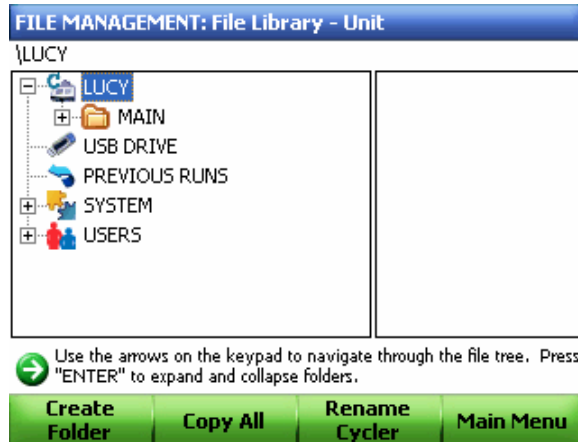 FILE MANAGEMENT: File Library - Unit
\LUCY
LUCY
MAIN
USB DRIVE
PREVIOUS RUNS
SYSTEM
USERS
Use the arrows on the keypad to navigate through the file tree. Press
"ENTER" to expand and collapse folders.
Create Folder
Copy All
Rename Cycler
Main Menu